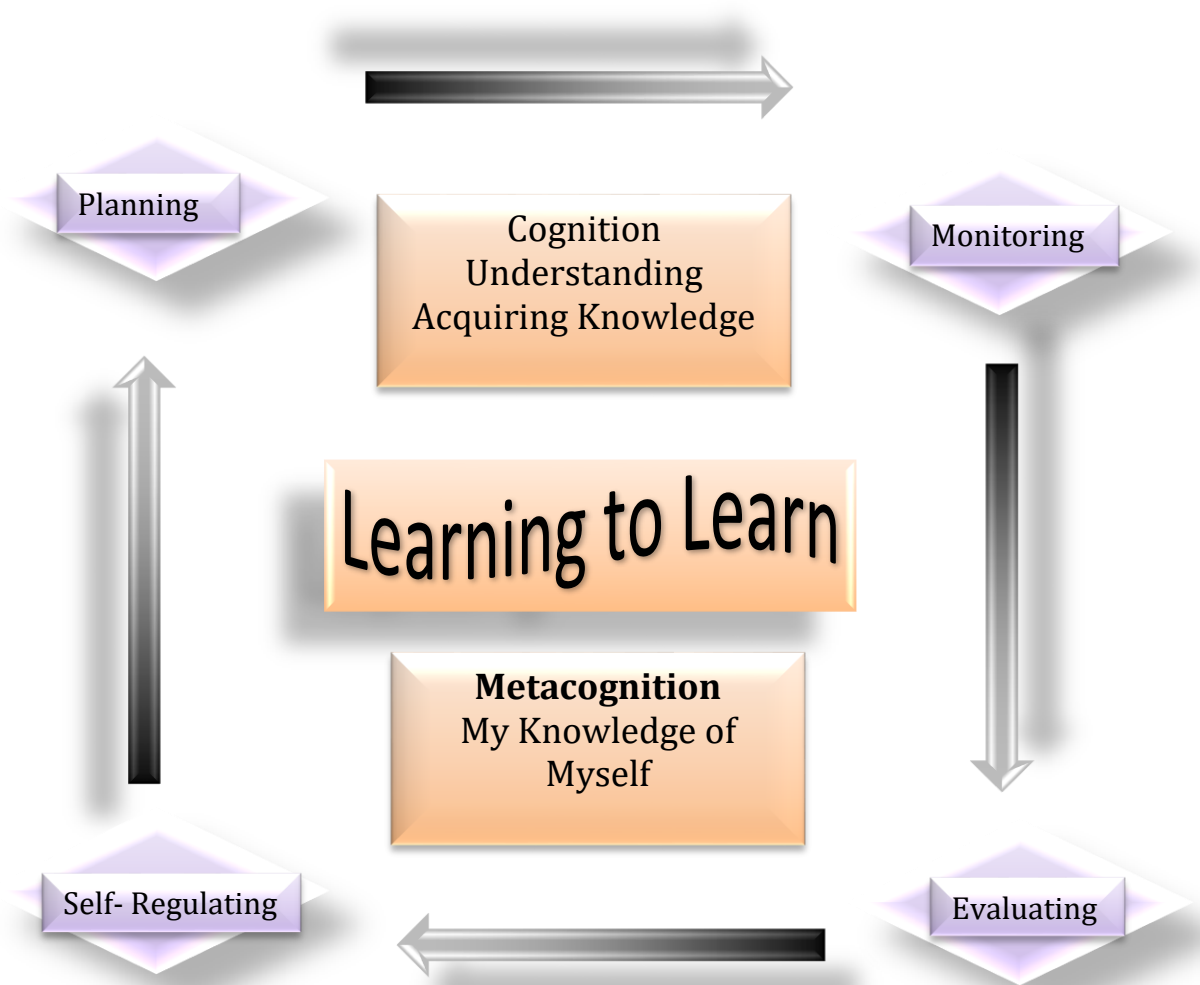 Planning
Cognition
Understanding
Acquiring Knowledge
Monitoring
Learning to Learn
Metacognition
My Knowledge of
Myself
Self- Regulating
Evaluating